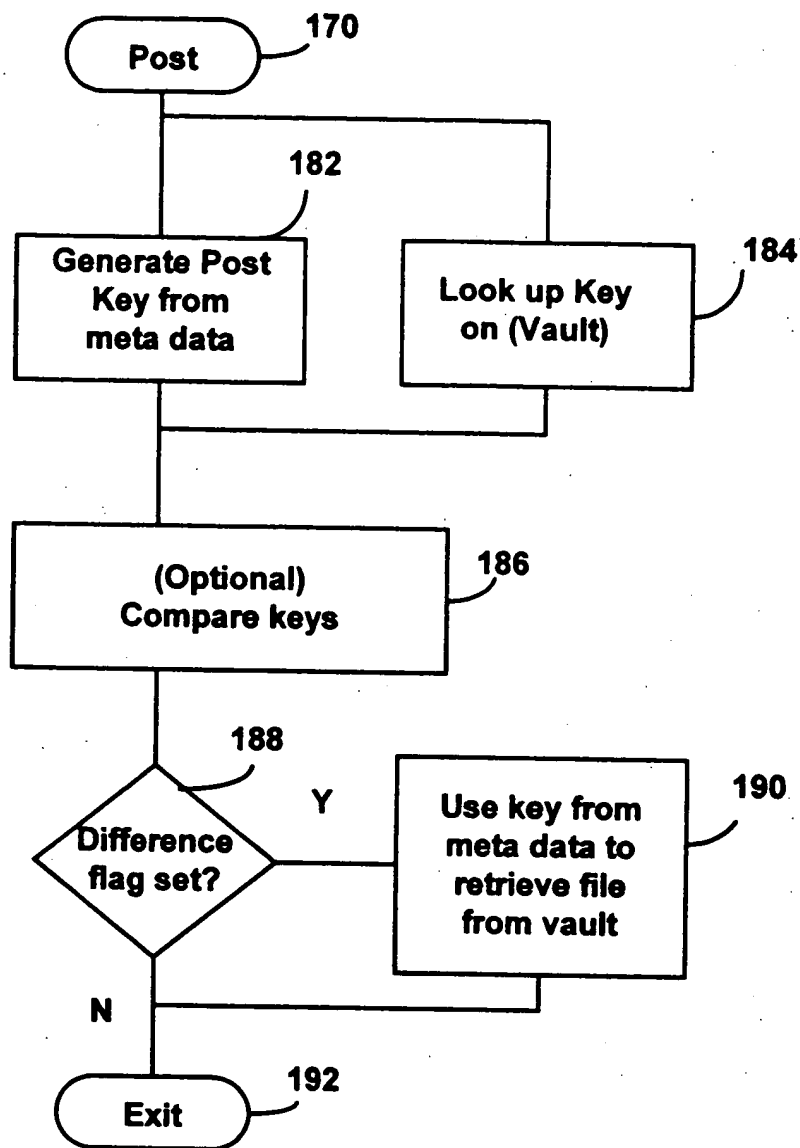 170
Post
182
Generate Post
Key from
meta data
184
Look up Key
on (Vault)
(Optional)
Compare keys
186
188
Difference
flag set?
Y
190
Use key from
meta data to
retrieve file
from vault
N
192
Exit